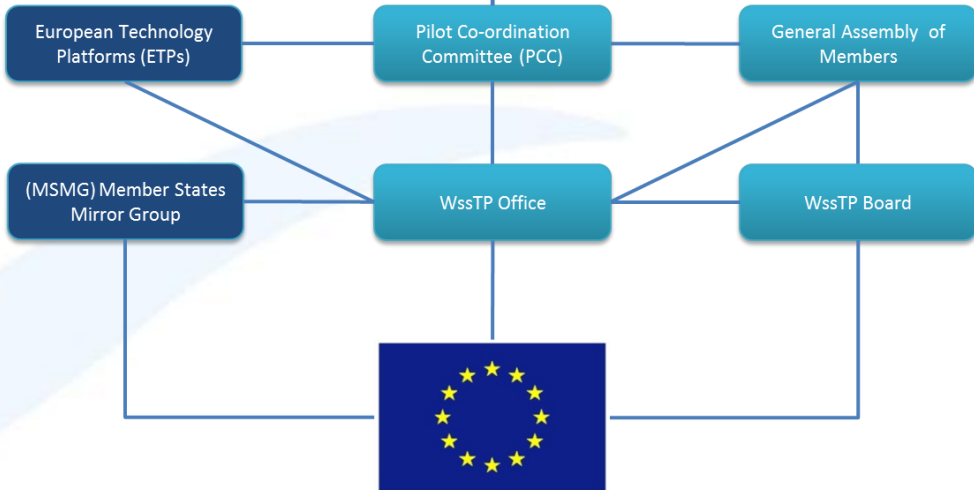 European Technology
Platforms (ETPs)
Pilot Co-ordination
Committee (PCC)
General Assembly of
Members
(MSMG) Member States
Mirror Group
WssTP Office
WssTP Board